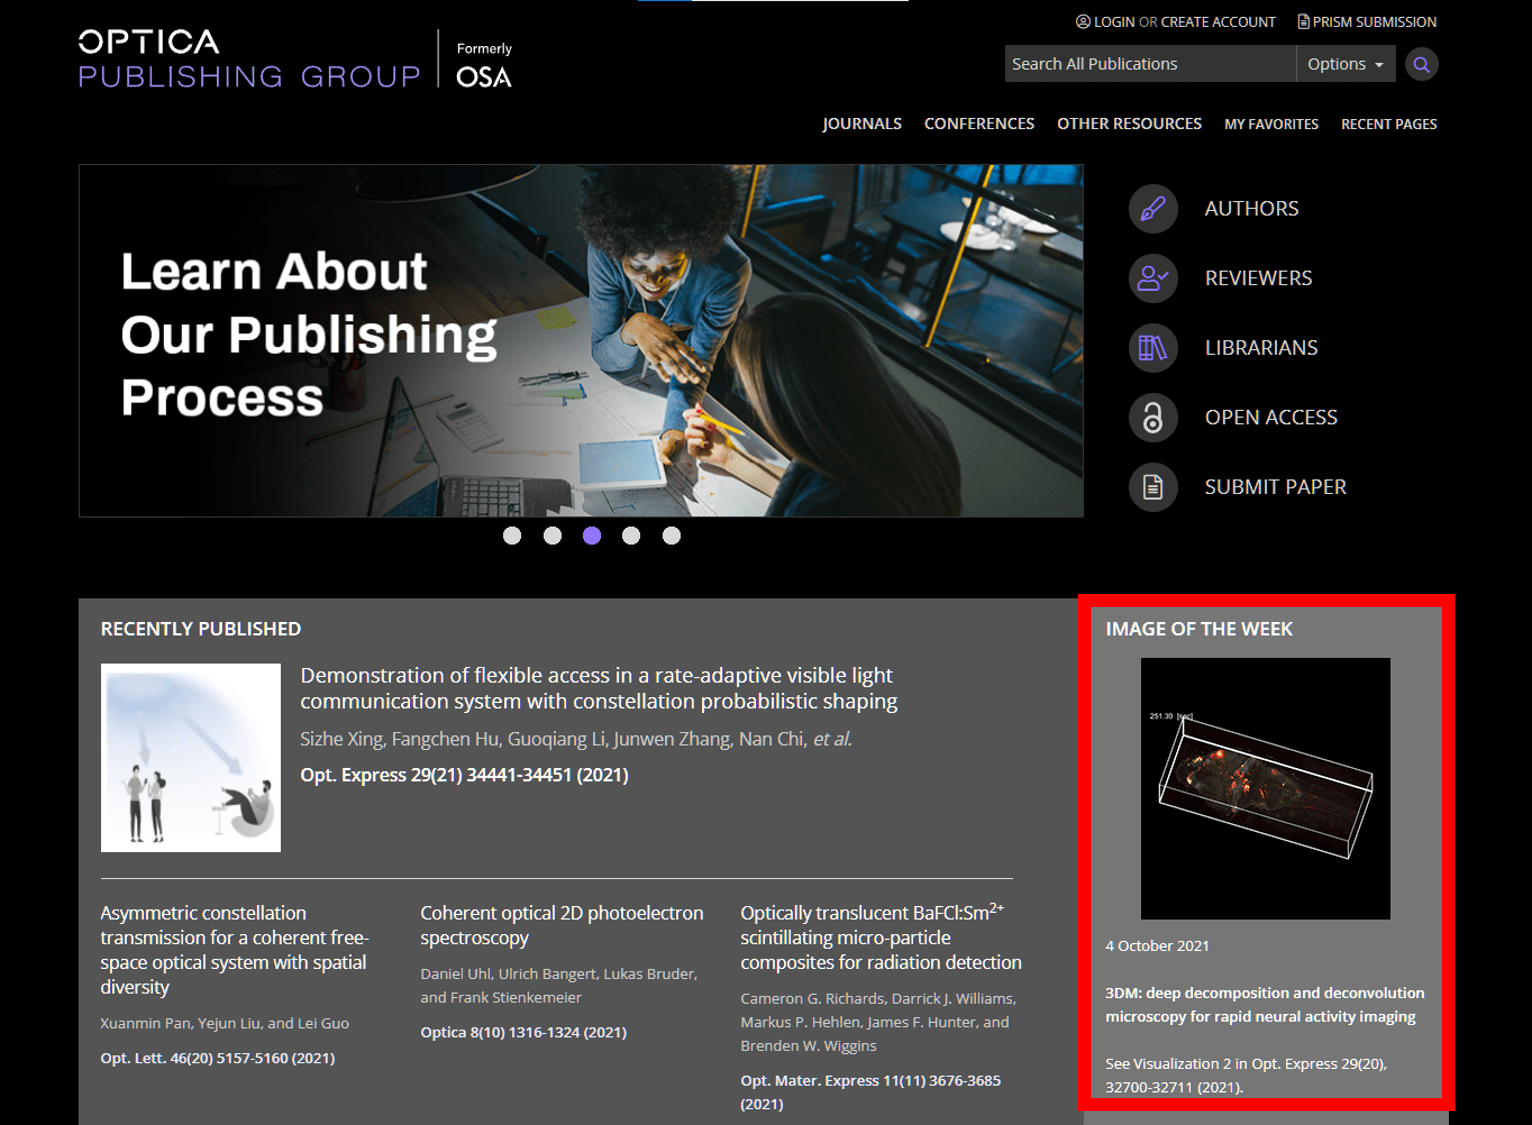 LOGIN OR CREATE ACCOUNT PRISM SUBMISSION
OPTICA
PUBLISHING GROUP
Formerly
OSA
Search All Publications Options
JOURNALS CONFERENCES OTHER RESOURCES MY FAVORITES RECENT PAGES
Learn About
Our Publishing
Process
AUTHORS
REVIEWERS
LIBRARIANS
OPEN ACCESS
SUBMIT PAPER
RECENTLY PUBLISHED
Demonstration of flexible access in a rate-adaptive visible light
communication system with constellation probabilistic shaping
Sizhe Xing, Fangchen Hu, Guoqiang Li, Junwen Zhang, Nan Chi, et al.
Opt. Express 29(21) 34441-34451 (2021)
Asymmetric constellation
transmission for a coherent free-
space optical system with spatial
diversity
Xuanmin Pan, Yejun Liu, and Lei Guo
Opt. Lett. 46(20) 5157-5160 (2021)
Coherent optical 2D photoelectron
spectroscopy
Daniel Uhl, Ulrich Bangert, Lukas Bruder,
and Frank Stienkemeier
Optica 8(10) 1316-1324 (2021)
Optically translucent BaFCl:Sm2+
scintillating micro-particle
composites for radiation detection
Cameron G. Richards, Darrick J. Williams,
Markus P. Hehlen, James F. Hunter, and
Brenden W. Wiggins
Opt. Mater. Express 11(11) 3676-3685
(2021)
IMAGE OF THE WEEK
251.39 [sec]
4 October 2021
3DM: deep decomposition and deconvolution
microscopy for rapid neural activity imaging
See Visualization 2 in Opt. Express 29(20),
32700-32711 (2021).